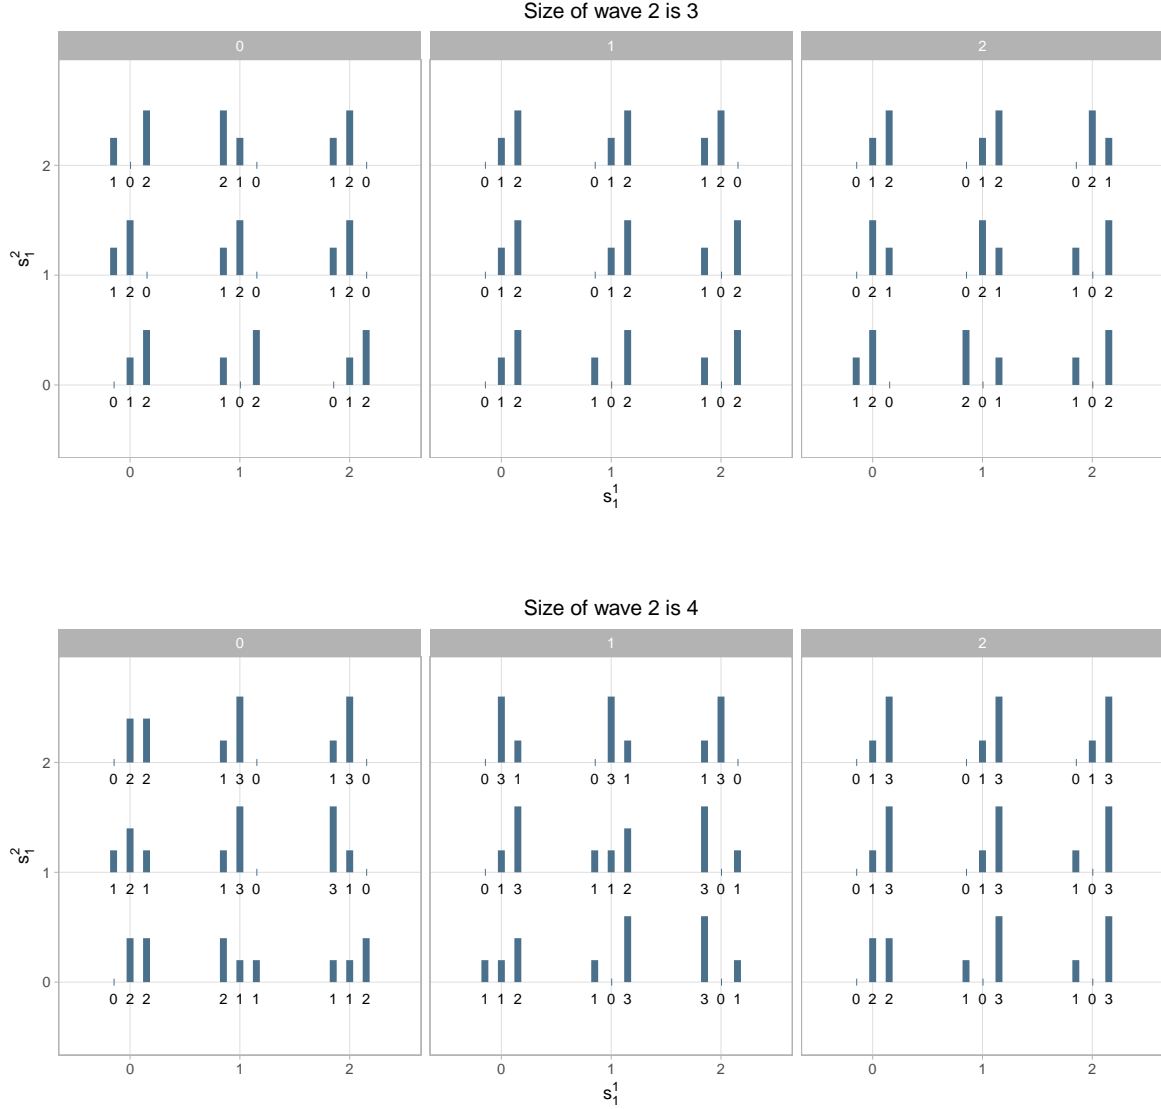 Size of wave 2 is 3
0 1 2
2
1 0 2 2 1 0 1 2 0 0 1 2 0 1 2 1 2 0 0 1 2 0 1 2 0 2 1
1
1 2 0 1 2 0 1 2 0 0 1 2 0 1 2 1 0 2 0 2 1 0 2 1 1 0 2
0
0 1 2 1 0 2 0 1 2 0 1 2 1 0 2 1 0 2 1 2 0 2 0 1 1 0 2
0 1 2 0 1 2 0 1 2
s₁²
s₁¹
Size of wave 2 is 4
0 1 2
2
0 2 2 1 3 0 1 3 0 0 3 1 0 3 1 1 3 0 0 1 3 0 1 3 0 1 3
1
1 2 1 1 3 0 3 1 0 0 1 3 1 1 2 3 0 1 0 1 3 0 1 3 1 0 3
0
0 2 2 2 1 1 1 1 2 1 1 2 1 0 3 3 0 1 0 2 2 1 0 3 1 0 3
0 1 2 0 1 2 0 1 2
s₁²
s₁¹